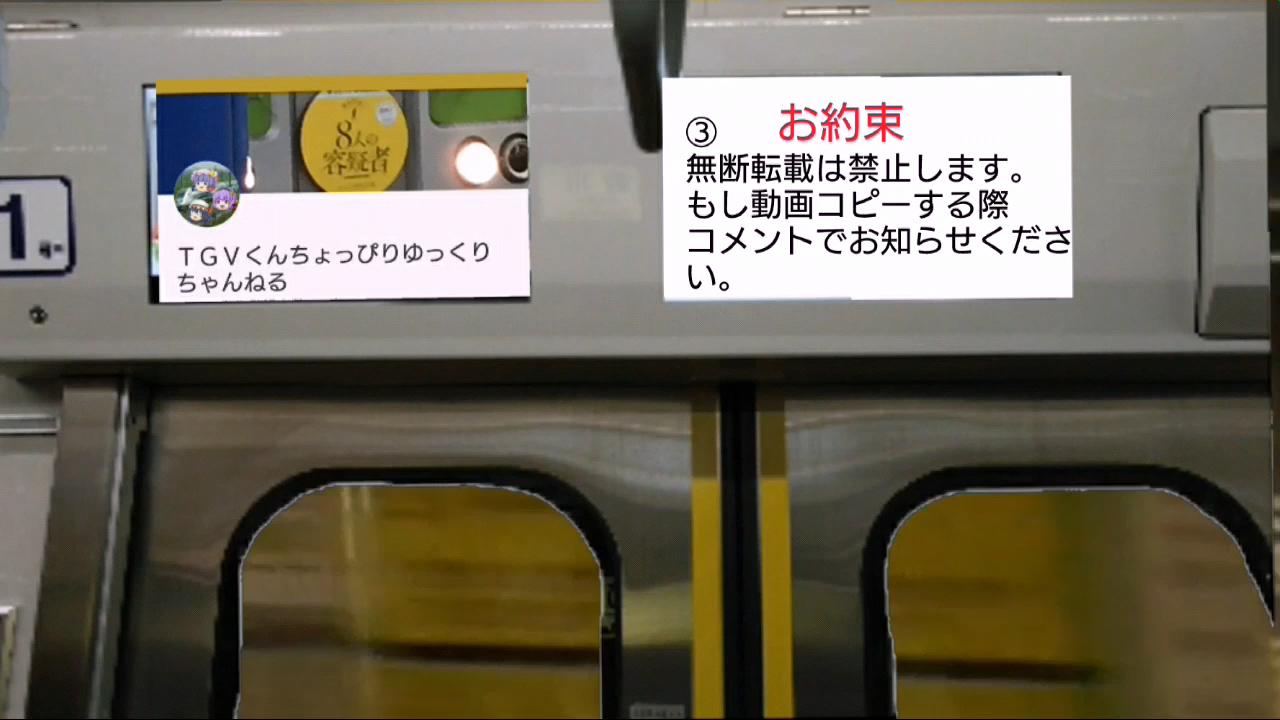 1
8人の
容疑者
TGVくんちょっぴりゆっくり
ちゃんねる
③ お約束
無断転載は禁止します。
もし動画コピーする際
コメントでお知らせくださ
い。